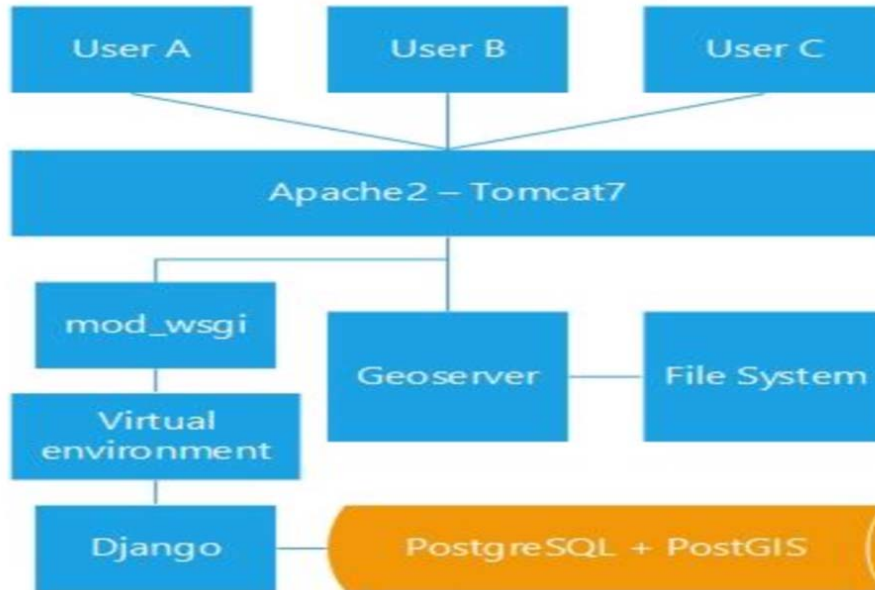 User A
User B
User C
Apache2 – Tomcat7
mod_wsgi
Geoserver
File System
Virtual
environment
Django
PostgreSQL + PostGIS